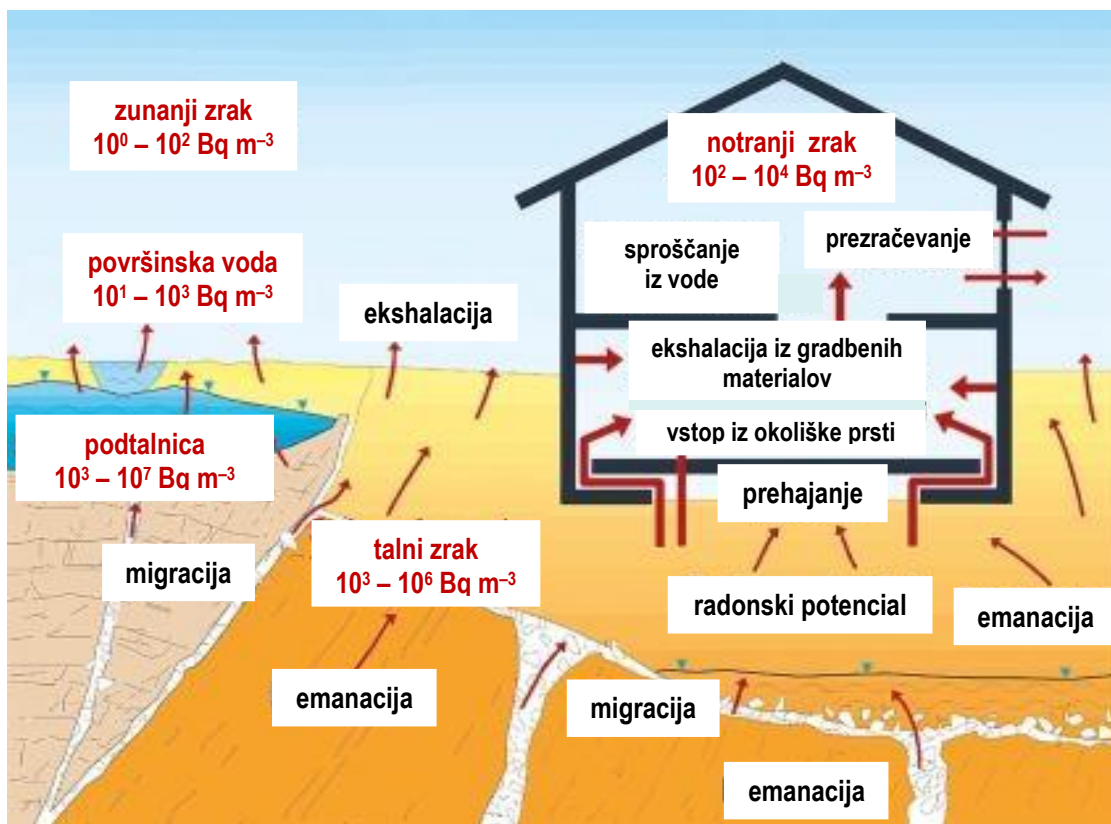 zunanji zrak
10⁰ – 10² Bq m⁻³
notranji zrak
10² – 10⁴ Bq m⁻³
sproščanje
iz vode
prezračevanje
površinska voda
10¹ – 10³ Bq m⁻³
ekshalacija
ekshalacija iz gradbenih
materialov
vstop iz okoliške prsti
podtalnica
10³ – 10⁷ Bq m⁻³
prehajanje
migracija
talni zrak
10³ – 10⁶ Bq m⁻³
radonski potencial
emanacija
emanacija
migracija
emanacija